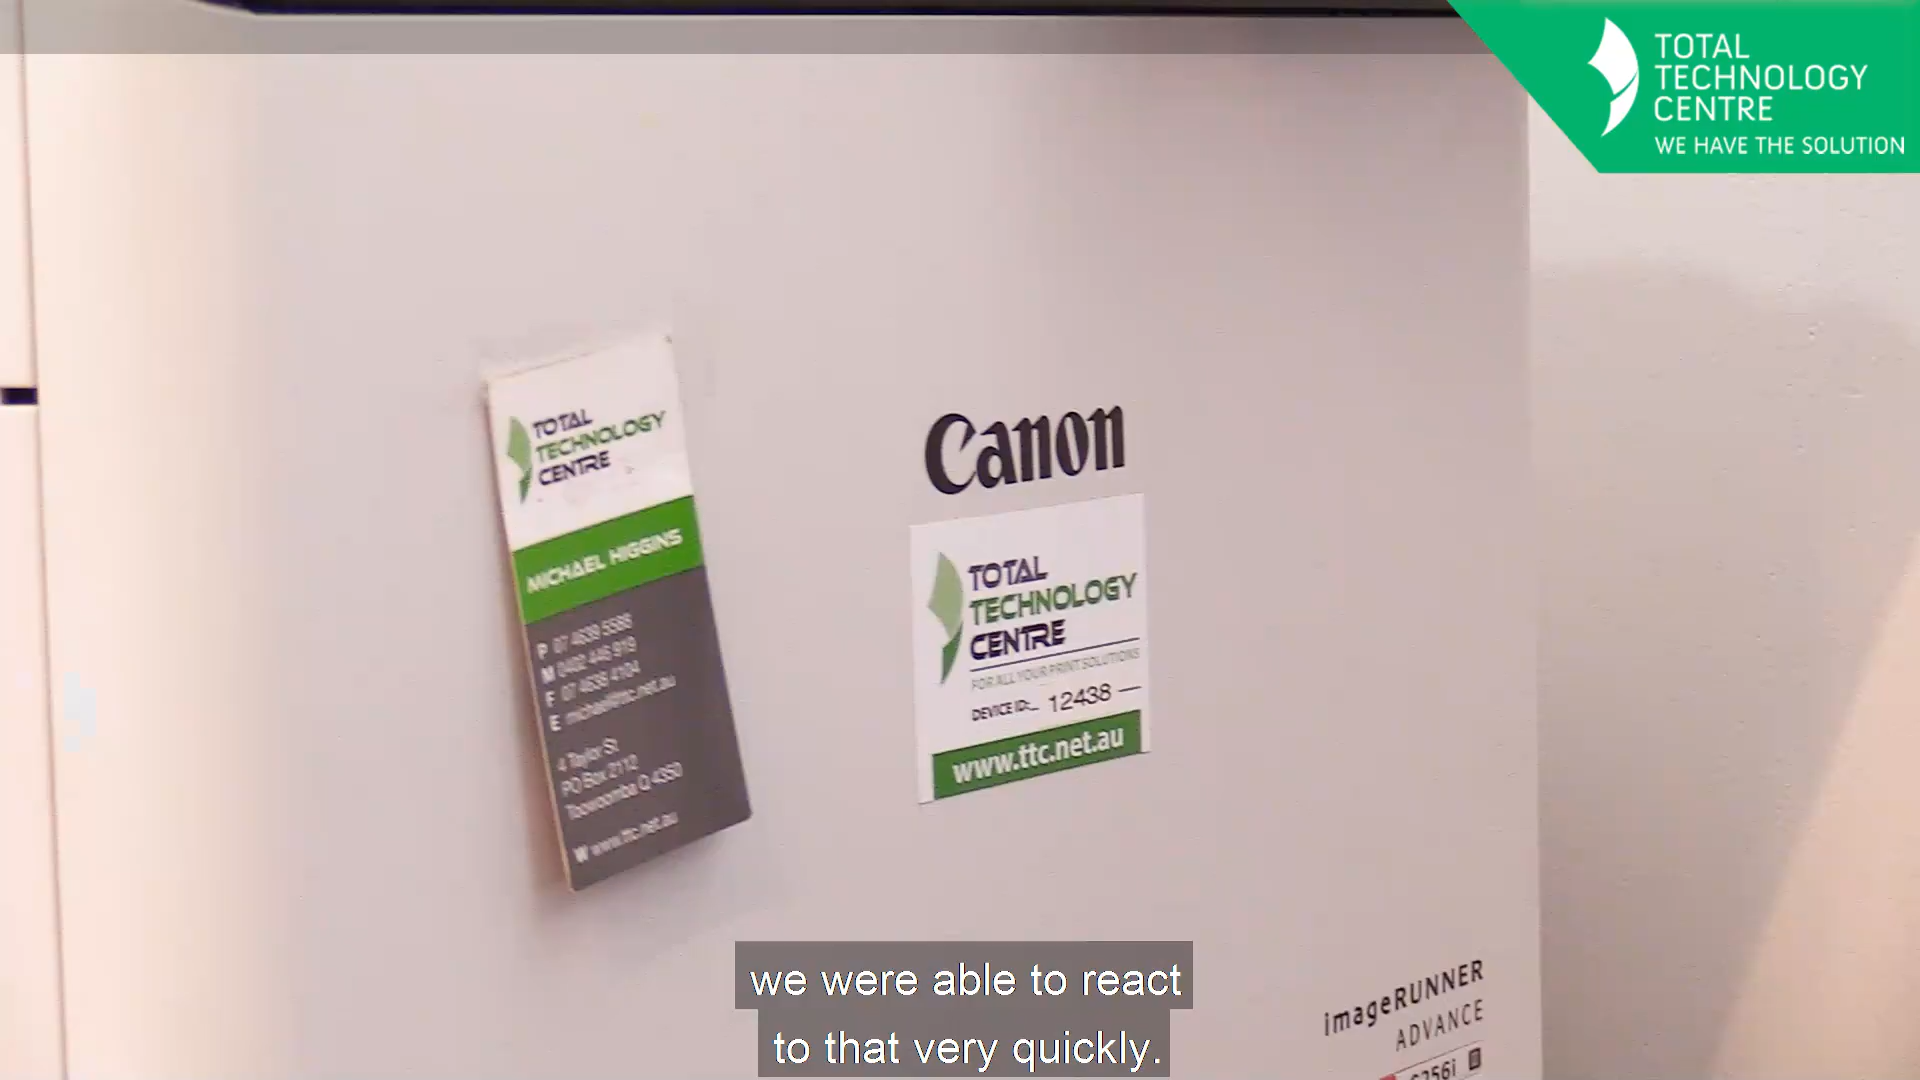 TOTAL
TECHNOLOGY
CENTRE
WE HAVE THE SOLUTION
TOTAL
TECHNOLOGY
CENTRE
MICHAEL HIGGINS
P 07 4639 5588
M 0402 446 919
F 07 4639 4104
E michael@ttc.net.au
4 Taylor St
PO Box 2112
Toowoomba Q 4350
W www.ttc.net.au
Canon
TOTAL
TECHNOLOGY
CENTRE
FOR ALL YOUR PRINT SOLUTIONS
DEVICE ID: 12438
www.ttc.net.au
imageRUNNER
ADVANCE
we were able to react
to that very quickly.